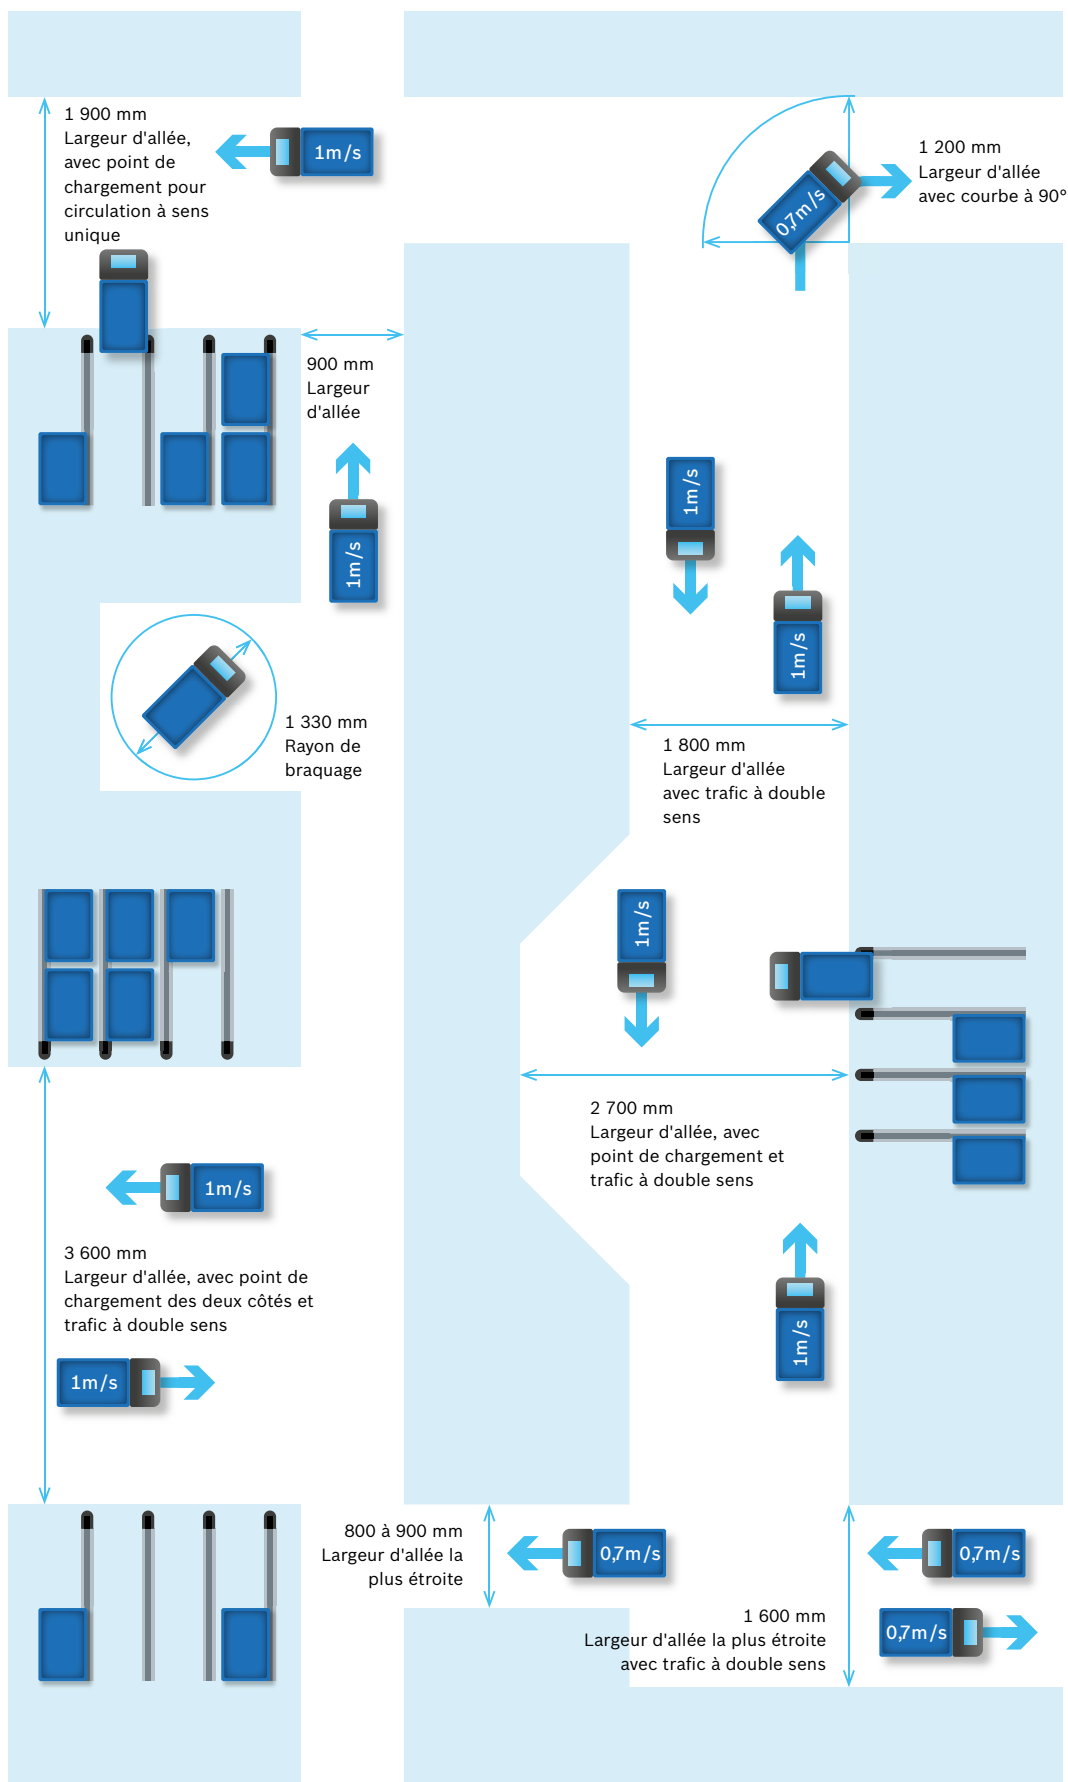 1 900 mm
Largeur d'allée,
avec point de
chargement pour
circulation à sens
unique
1m/s
0,7m/s
1 200 mm
Largeur d'allée
avec courbe à 90°
900 mm
Largeur
d'allée
1m/s
1m/s
1m/s
1 330 mm
Rayon de
braquage
1 800 mm
Largeur d'allée
avec trafic à double
sens
1m/s
2 700 mm
Largeur d'allée, avec
point de chargement et
trafic à double sens
1m/s
3 600 mm
Largeur d'allée, avec point de
chargement des deux côtés et
trafic à double sens
1m/s
1m/s
800 à 900 mm
Largeur d'allée la
plus étroite
0,7m/s
0,7m/s
0,7m/s
1 600 mm
Largeur d'allée la plus étroite
avec trafic à double sens